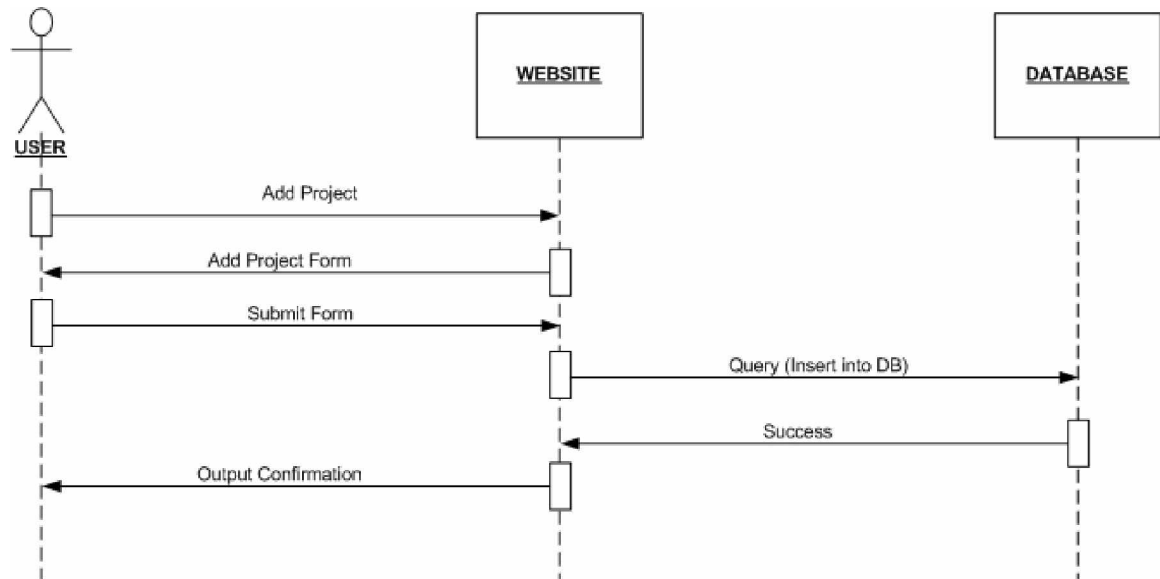 WEBSITE
DATABASE
USER
Add Project
Add Project Form
Submit Form
Query (Insert into DB)
Success
Output Confirmation